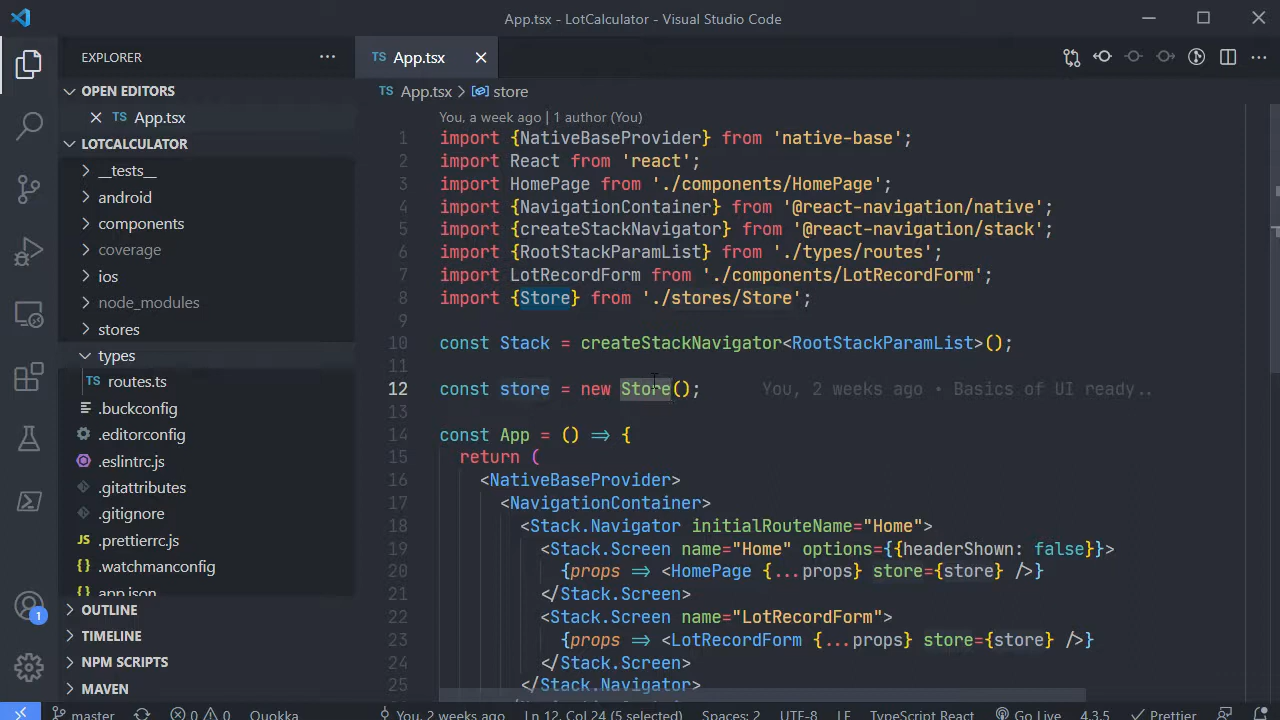 App.tsx - LotCalculator - Visual Studio Code
EXPLORER
OPEN EDITORS
TS App.tsx
LOTCALCULATOR
__tests__
android
components
coverage
ios
node_modules
stores
types
TS routes.ts
.buckconfig
.editorconfig
.eslintrc.js
.gitattributes
.gitignore
JS .prettierrc.js
{} .watchmanconfig
{} app.json
OUTLINE
TIMELINE
NPM SCRIPTS
MAVEN
1
TS App.tsx
TS App.tsx > store
You, a week ago | 1 author (You)
1 import {NativeBaseProvider} from 'native-base';
2 import React from 'react';
3 import HomePage from './components/HomePage';
4 import {NavigationContainer} from '@react-navigation/native';
5 import {createStackNavigator} from '@react-navigation/stack';
6 import {RootStackParamList} from './types/routes';
7 import LotRecordForm from './components/LotRecordForm';
8 import {Store} from './stores/Store';
9
10 const Stack = createStackNavigator<RootStackParamList>();
11
12 const store = new Store(); You, 2 weeks ago • Basics of UI ready..
13
14 const App = () => {
15 return (
16 <NativeBaseProvider>
17 <NavigationContainer>
18 <Stack.Navigator initialRouteName="Home">
19 <Stack.Screen name="Home" options={{headerShown: false}}>
20 {props => <HomePage {...props} store={store} />}
21 </Stack.Screen>
22 <Stack.Screen name="LotRecordForm">
23 {props => <LotRecordForm {...props} store={store} />}
24 </Stack.Screen>
25 </Stack.Navigator>
master 0 0 Quokka You, 2 weeks ago Ln 12, Col 24 (5 selected) Spaces: 2 UTF-8 LF TypeScript React Go Live 4.3.5 Prettier